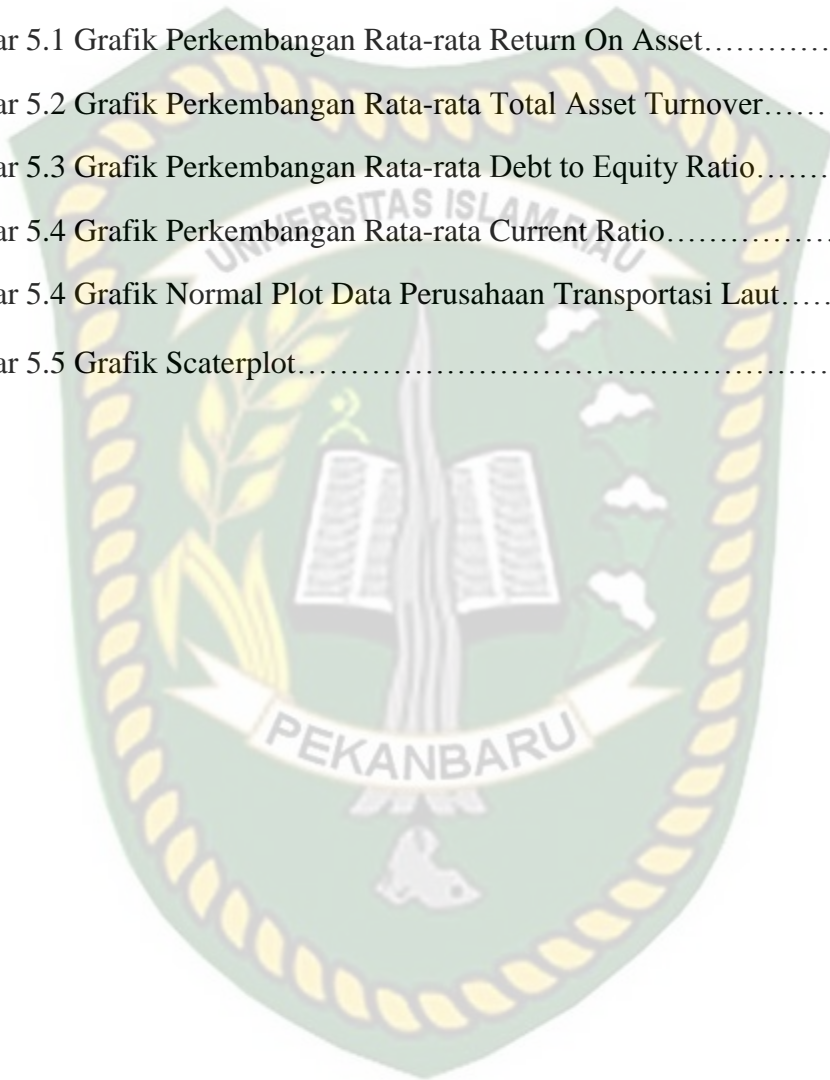 ar 5.1 Grafik Perkembangan Rata-rata Return On Asset…………
ar 5.2 Grafik Perkembangan Rata-rata Total Asset Turnover……
ar 5.3 Grafik Perkembangan Rata-rata Debt to Equity Ratio……
UNIVERSITAS ISLAM RIAU
ar 5.4 Grafik Perkembangan Rata-rata Current Ratio……………
ar 5.4 Grafik Normal Plot Data Perusahaan Transportasi Laut……
ar 5.5 Grafik Scaterplot…………………………………………
PEKANBARU